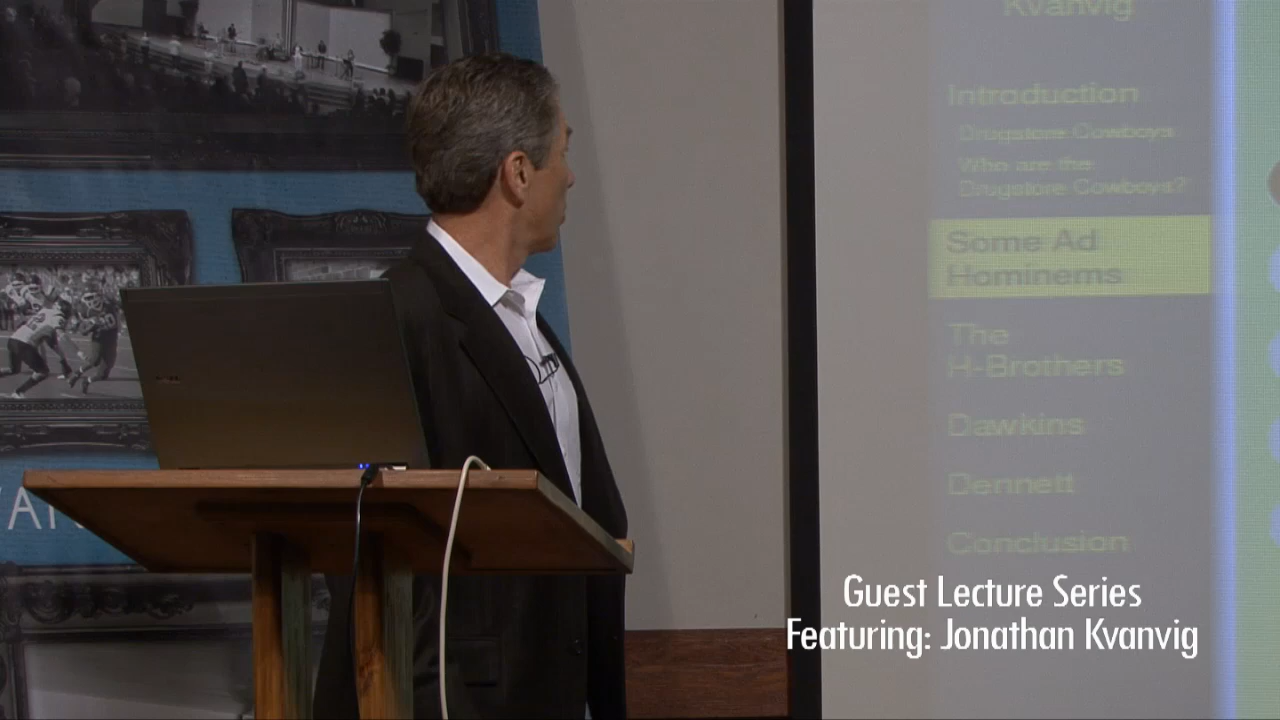 Kvanvig
Introduction
Drugstore Cowboys
Who are the
Drugstore Cowboys?
Some Ad
Hominems
The
H-Brothers
Dawkins
Dennett
Conclusion
Guest Lecture Series
Featuring: Jonathan Kvanvig